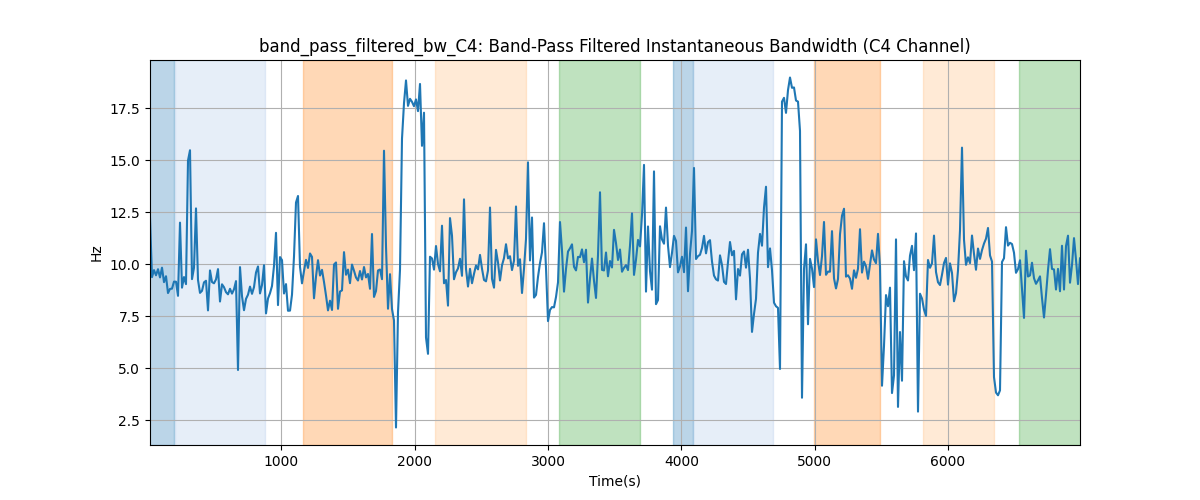 band_pass_filtered_bw_C4: Band-Pass Filtered Instantaneous Bandwidth (C4 Channel)
17.5
15.0
12.5
10.0
7.5
5.0
2.5
Hz
1000 2000 3000 4000 5000 6000
Time(s)